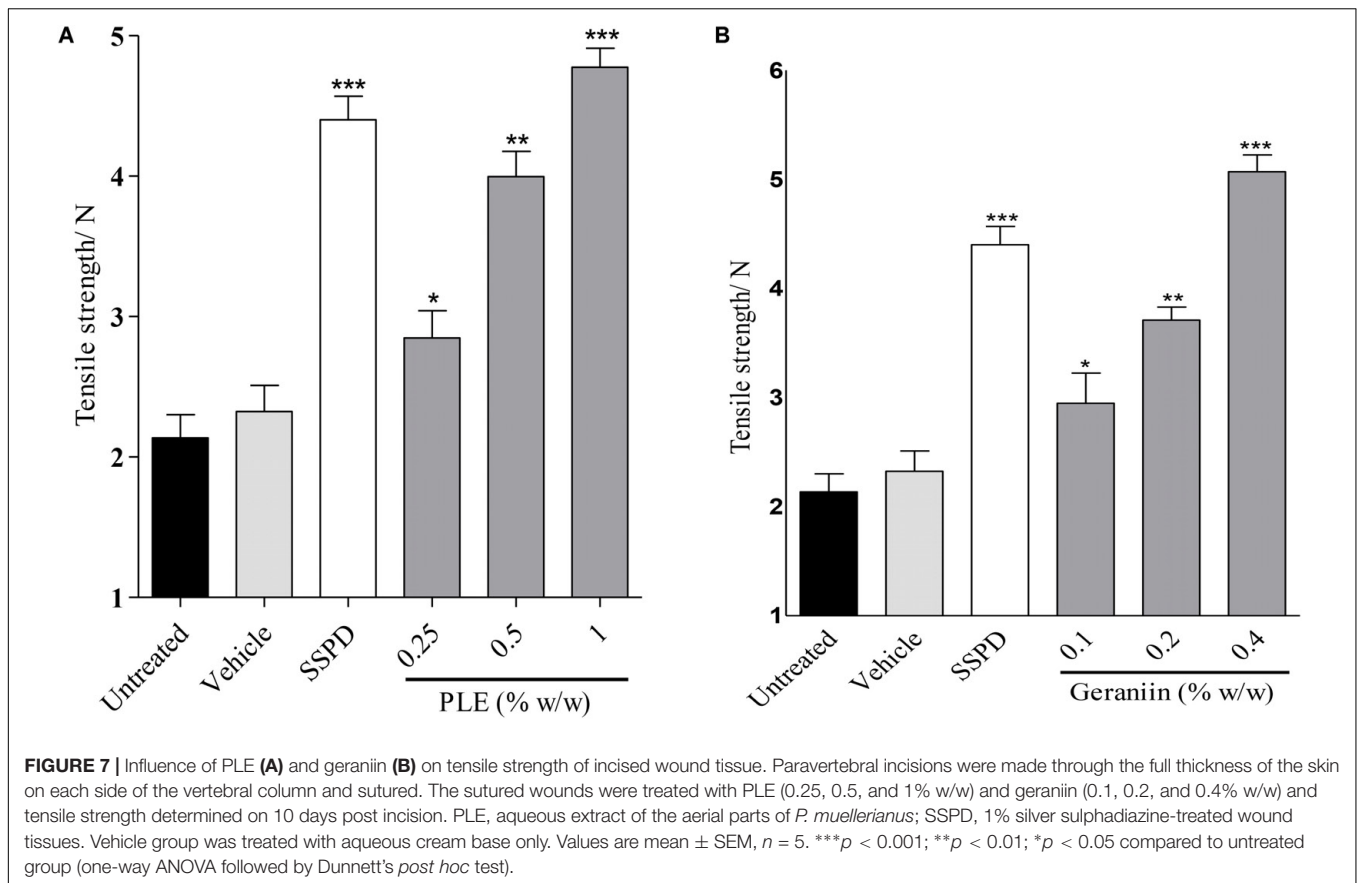 A
5
4
3
2
1
Tensile strength/ N
***
*
**
***
Untreated
Vehicle
SSPD
0.25
0.5
1
PLE (% w/w)
B
6
5
4
3
2
1
Tensile strength/ N
***
*
**
***
Untreated
Vehicle
SSPD
0.1
0.2
0.4
Geraniin (% w/w)
FIGURE 7 | Influence of PLE (A) and geraniin (B) on tensile strength of incised wound tissue. Paravertebral incisions were made through the full thickness of the skin
on each side of the vertebral column and sutured. The sutured wounds were treated with PLE (0.25, 0.5, and 1% w/w) and geraniin (0.1, 0.2, and 0.4% w/w) and
tensile strength determined on 10 days post incision. PLE, aqueous extract of the aerial parts of P. muellerianus; SSPD, 1% silver sulphadiazine-treated wound
tissues. Vehicle group was treated with aqueous cream base only. Values are mean ± SEM, n = 5. ***p < 0.001; **p < 0.01; *p < 0.05 compared to untreated
group (one-way ANOVA followed by Dunnett's post hoc test).